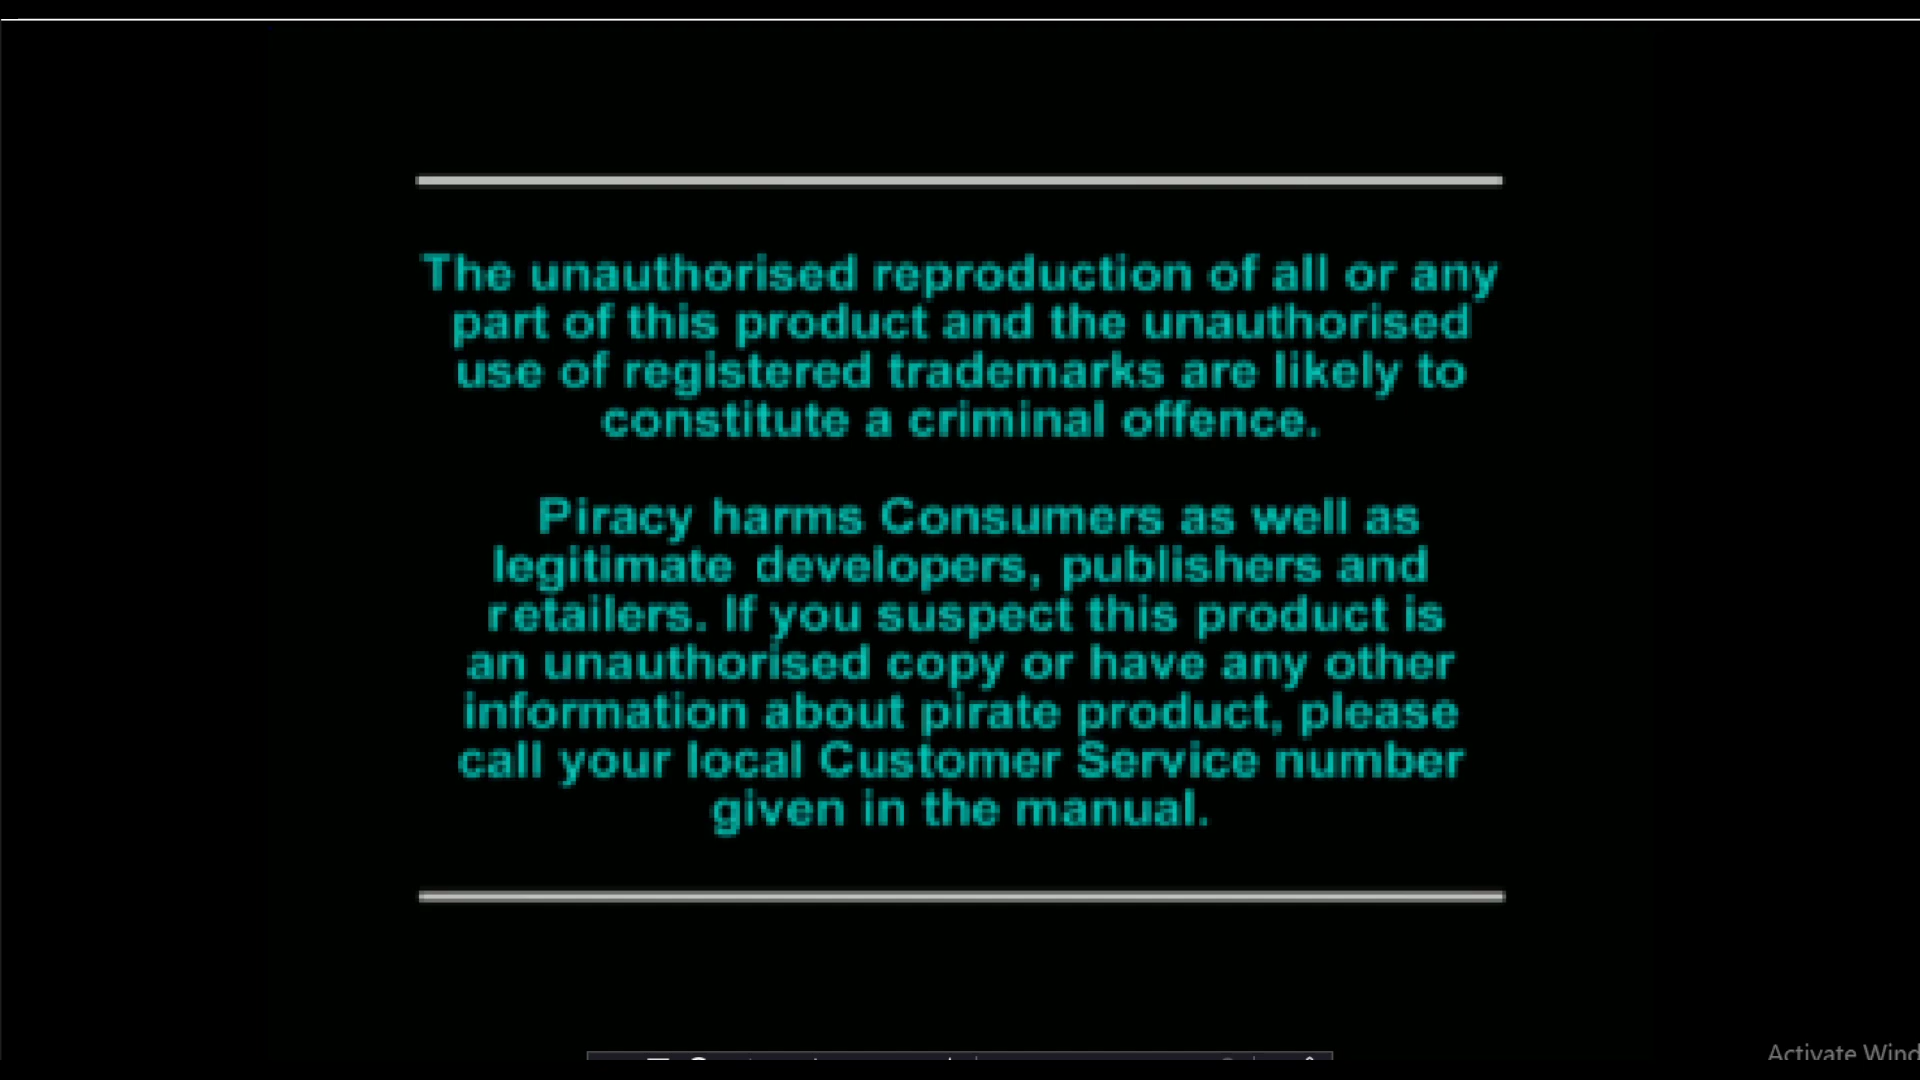 The unauthorised reproduction of all or any
part of this product and the unauthorised
use of registered trademarks are likely to
constitute a criminal offence.
Piracy harms Consumers as well as
legitimate developers, publishers and
retailers. If you suspect this product is
an unauthorised copy or have any other
information about pirate product, please
call your local Customer Service number
given in the manual.
Activate Wind